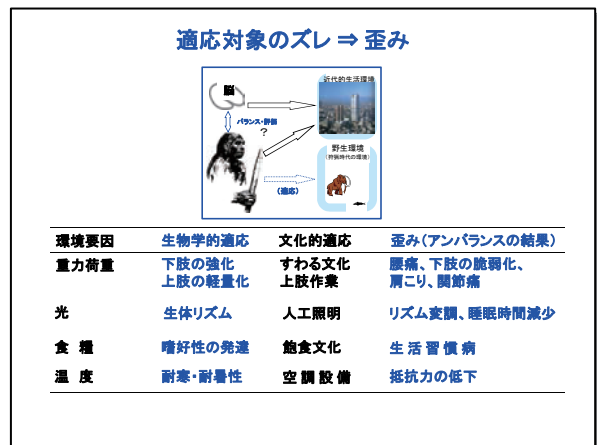 適応対象のズレ ⇒ 歪み
近代的生活環境
脳
バランス・評価
?
野生環境
(狩猟時代の環境)
(適応)
環境要因 生物学的適応 文化的適応 歪み(アンバランスの結果)
重力荷重 下肢の強化 すわる文化 腰痛、下肢の脆弱化、
上肢の軽量化 上肢作業 肩こり、関節痛
光 生体リズム 人工照明 リズム変調、睡眠時間減少
食 糧 嗜好性の発達 飽食文化 生 活 習 慣 病
温 度 耐寒・耐暑性 空 調 設 備 抵抗力の低下